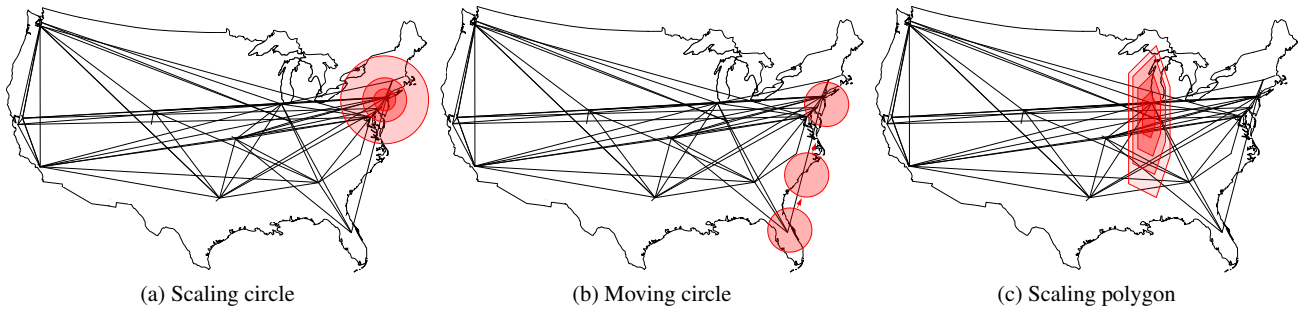 (a) Scaling circle
(b) Moving circle
(c) Scaling polygon